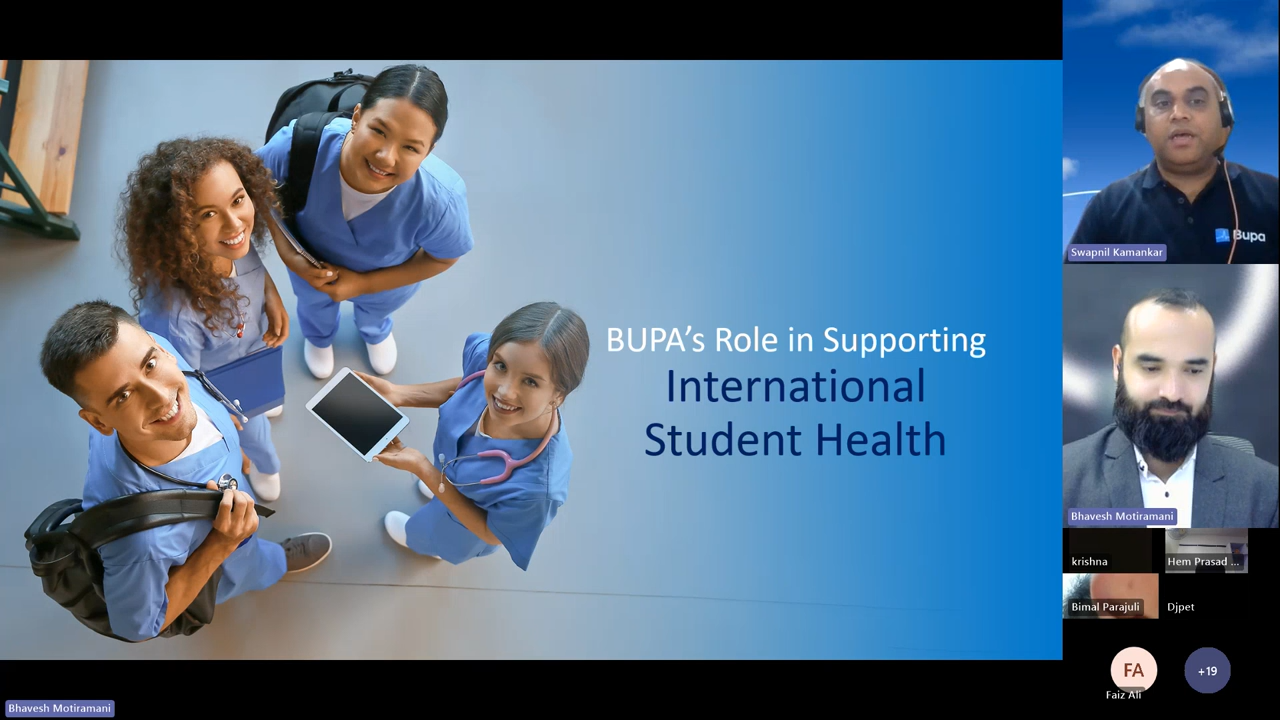 BUPA's Role in Supporting
International
Student Health
Bhavesh Motiramani
Bupa
Swapnil Kamankar
Bhavesh Motiramani
krishna
Hem Prasad ...
Bimal Parajuli
Djpet
FA
Faiz Ali
+19